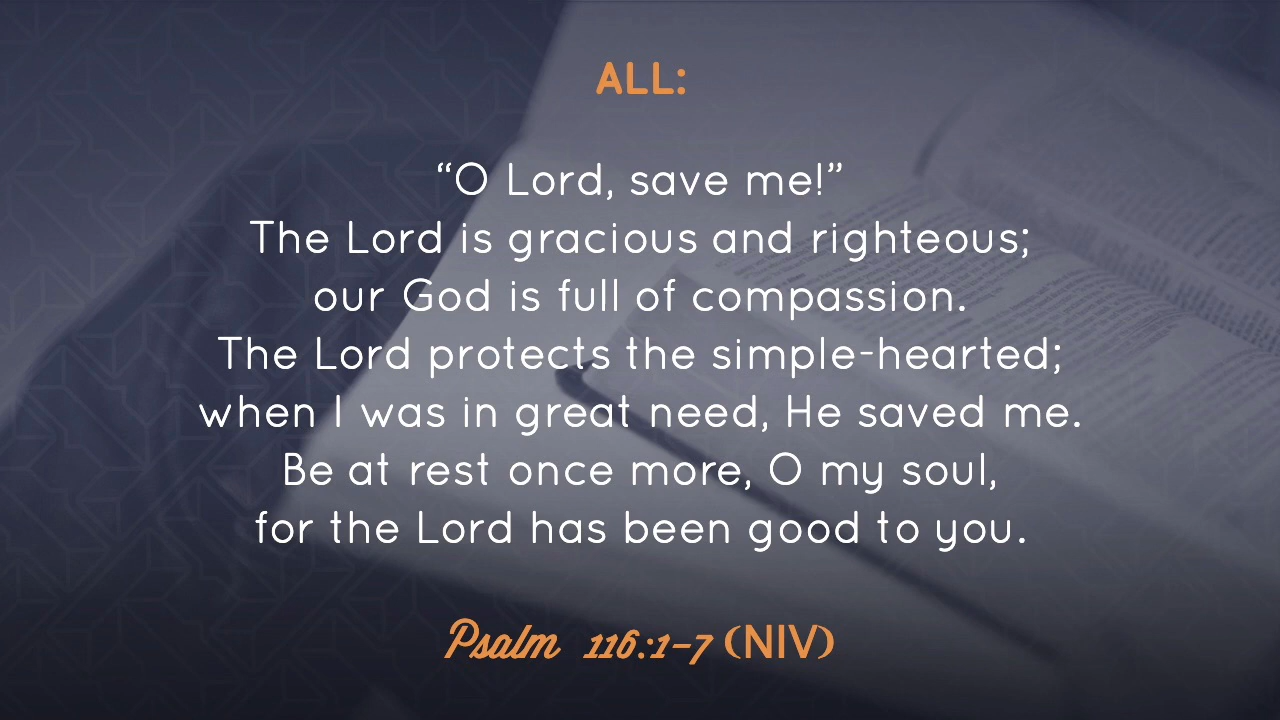 ALL:
“O Lord, save me!”
The Lord is gracious and righteous;
our God is full of compassion.
The Lord protects the simple-hearted;
when I was in great need, He saved me.
Be at rest once more, O my soul,
for the Lord has been good to you.
Psalm 116:1-7 (NIV)